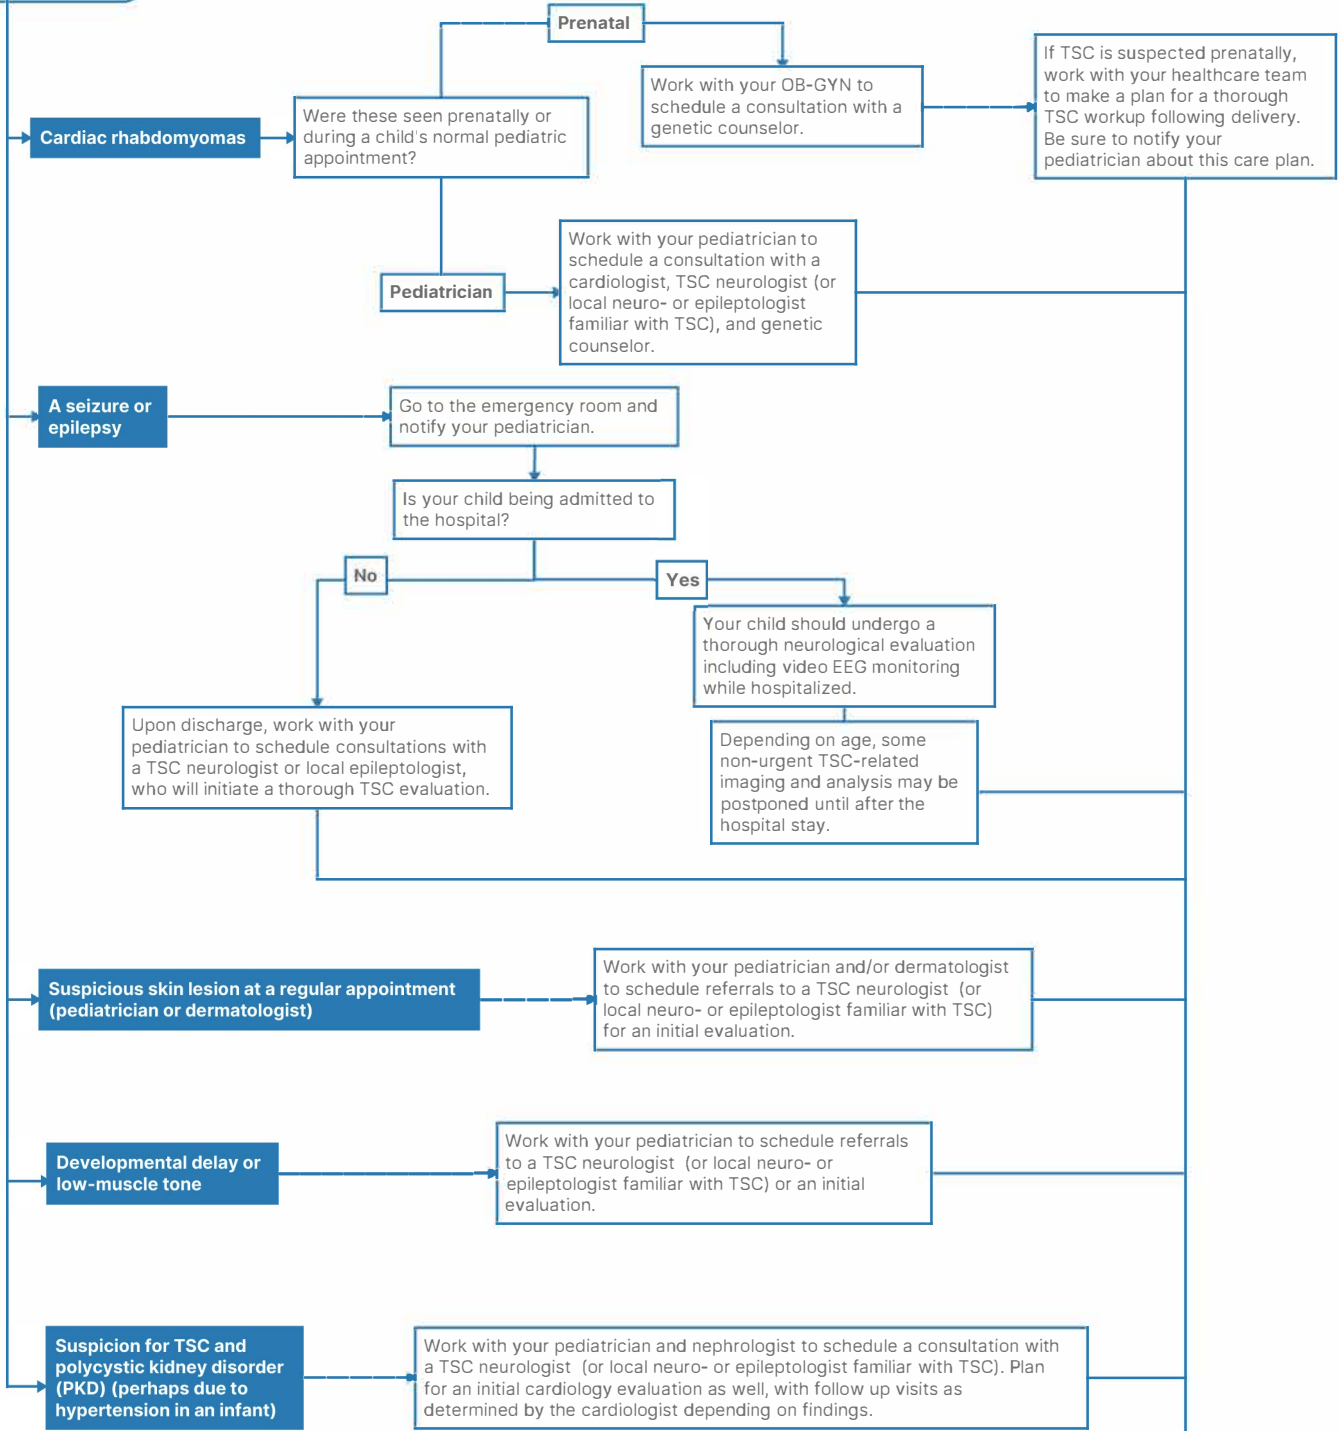 Prenatal
If TSC is suspected prenatally,
work with your healthcare team
to make a plan for a thorough
TSC workup following delivery.
Be sure to notify your
pediatrician about this care plan.
Work with your OB-GYN to
schedule a consultation with a
genetic counselor.
Cardiac rhabdomyomas
Were these seen prenatally or
during a child's normal pediatric
appointment?
Pediatrician
Work with your pediatrician to
schedule a consultation with a
cardiologist, TSC neurologist (or
local neuro- or epileptologist
familiar with TSC), and genetic
counselor.
A seizure or
epilepsy
Go to the emergency room and
notify your pediatrician.
Is your child being admitted to
the hospital?
No
Yes
Your child should undergo a
thorough neurological evaluation
including video EEG monitoring
while hospitalized.
Upon discharge, work with your
pediatrician to schedule consultations with
a TSC neurologist or local epileptologist,
who will initiate a thorough TSC evaluation.
Depending on age, some
non-urgent TSC-related
imaging and analysis may be
postponed until after the
hospital stay.
Suspicious skin lesion at a regular appointment
(pediatrician or dermatologist)
Work with your pediatrician and/or dermatologist
to schedule referrals to a TSC neurologist (or
local neuro- or epileptologist familiar with TSC)
for an initial evaluation.
Developmental delay or
low-muscle tone
Work with your pediatrician to schedule referrals
to a TSC neurologist (or local neuro- or
epileptologist familiar with TSC) or an initial
evaluation.
Suspicion for TSC and
polycystic kidney disorder
(PKD) (perhaps due to
hypertension in an infant)
Work with your pediatrician and nephrologist to schedule a consultation with
a TSC neurologist (or local neuro- or epileptologist familiar with TSC). Plan
for an initial cardiology evaluation as well, with follow up visits as
determined by the cardiologist depending on findings.